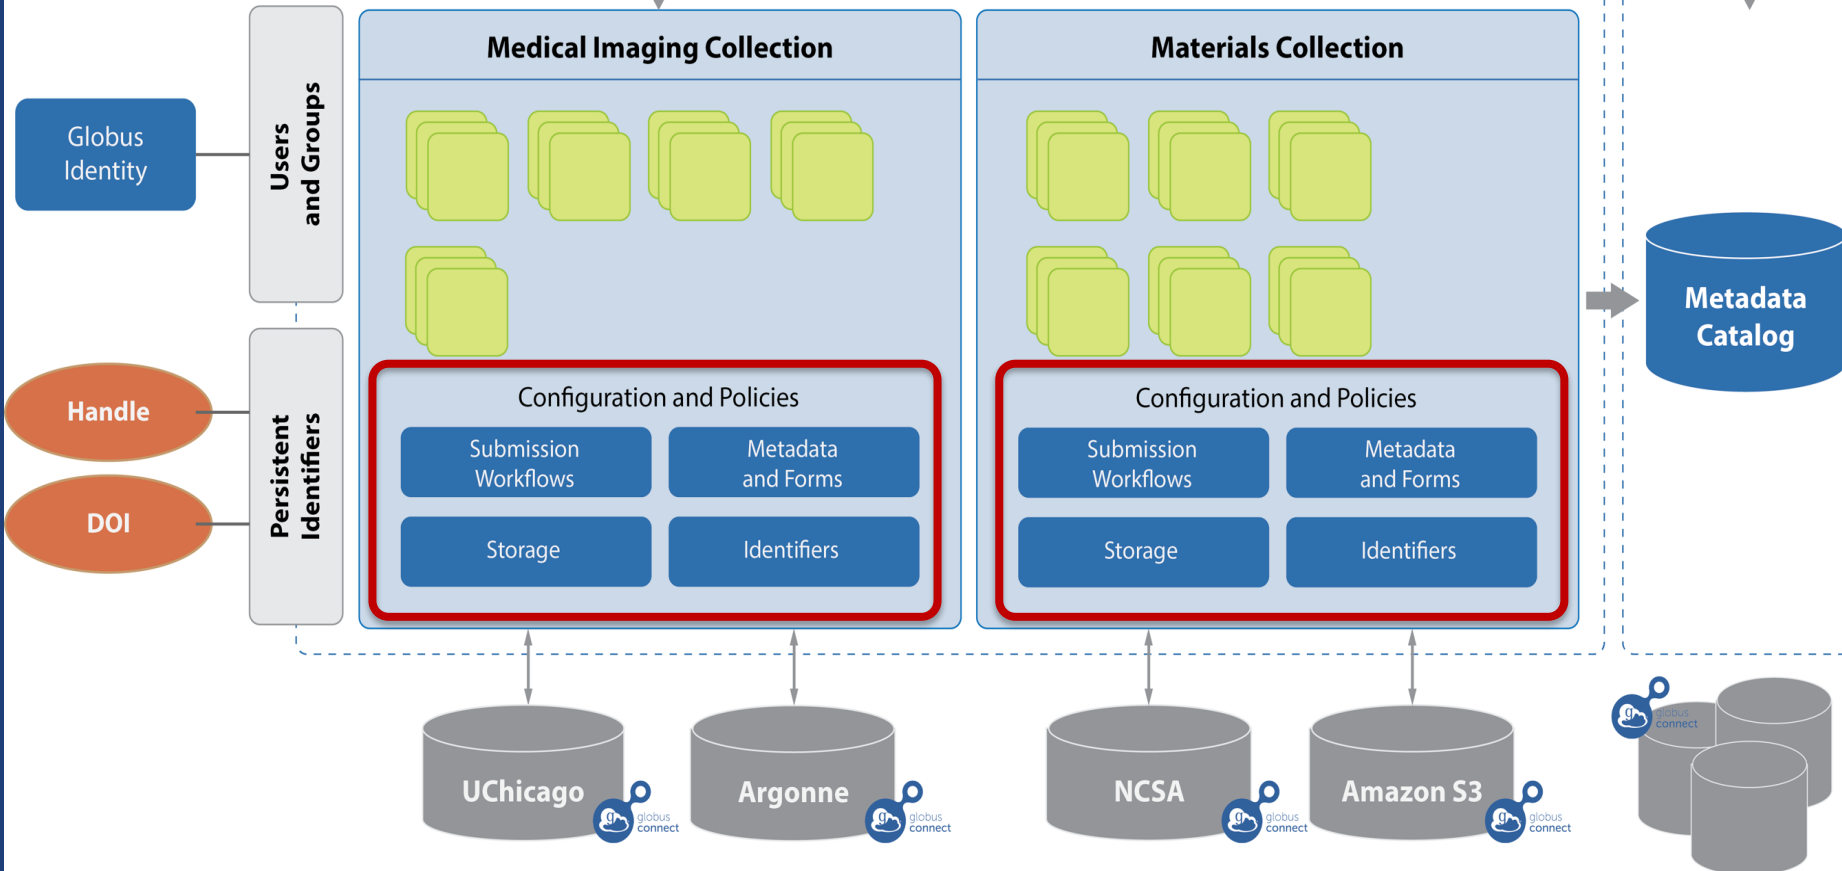 Medical Imaging Collection
Materials Collection
Globus
Identity
Users
and Groups
Metadata
Catalog
Handle
DOI
Persistent
Identifiers
Configuration and Policies
Submission
Workflows
Metadata
and Forms
Storage
Identifiers
Configuration and Policies
Submission
Workflows
Metadata
and Forms
Storage
Identifiers
UChicago
g
globus
connect
Argonne
g
globus
connect
NCSA
g
globus
connect
Amazon S3
g
globus
connect
g
globus
connect